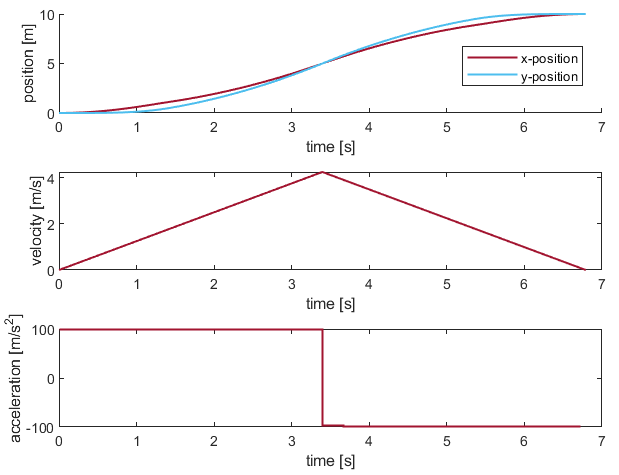 10
5
0
position [m]
x-position
y-position
0 1 2 3 4 5 6 7
time [s]
4
2
0
velocity [m/s]
0 1 2 3 4 5 6 7
time [s]
100
0
-100
acceleration [m/s²]
0 1 2 3 4 5 6 7
time [s]